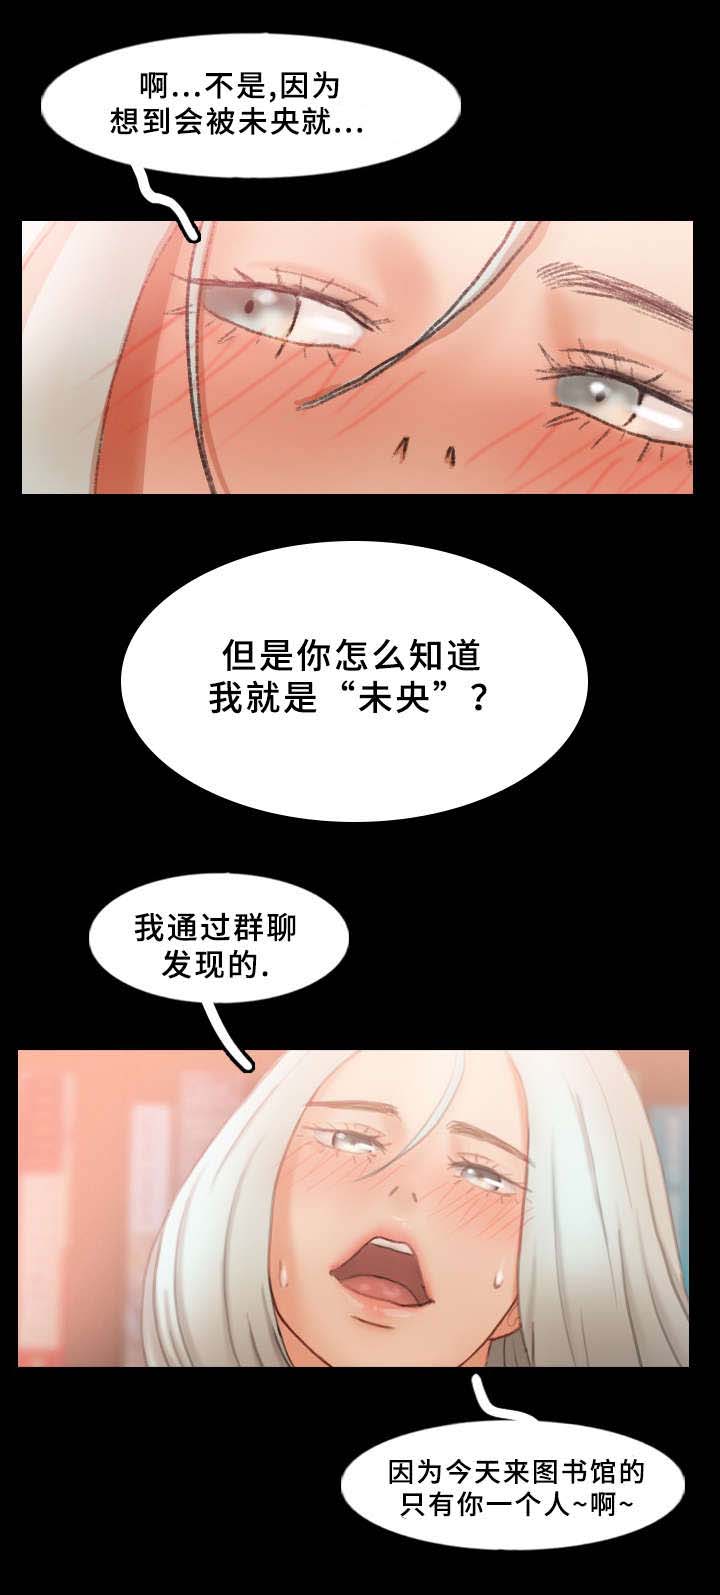 啊...不是,因为
想到会被未央就...
但是你怎么知道
我就是“未央”？
我通过群聊
发现的.
因为今天来图书馆的
只有你一个人~啊~